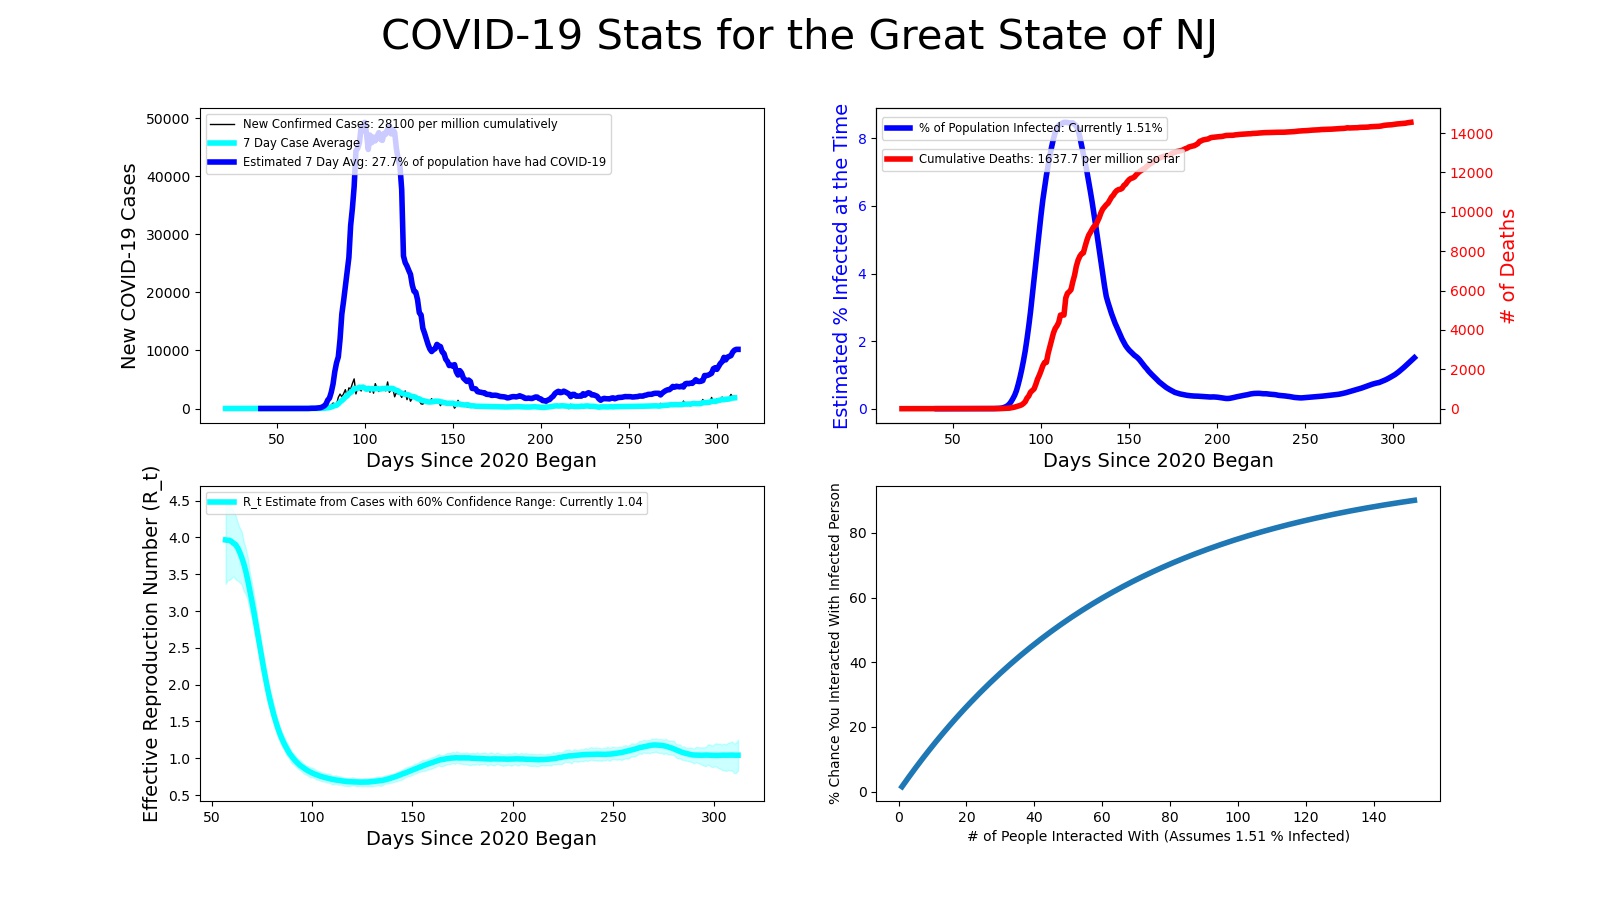 COVID-19 Stats for the Great State of NJ
New COVID-19 Cases
50000
40000
30000
20000
10000
0
New Confirmed Cases: 28100 per million cumulatively
7 Day Case Average
Estimated 7 Day Avg: 27.7% of population have had COVID-19
50 100 150 200 250 300
Days Since 2020 Began
Estimated % Infected at the Time
8
6
4
2
0
% of Population Infected: Currently 1.51%
Cumulative Deaths: 1637.7 per million so far
14000
12000
10000
8000
6000
4000
2000
0
# of Deaths
50 100 150 200 250 300
Days Since 2020 Began
Effective Reproduction Number (R_t)
4.5
4.0
3.5
3.0
2.5
2.0
1.5
1.0
0.5
R_t Estimate from Cases with 60% Confidence Range: Currently 1.04
50 100 150 200 250 300
Days Since 2020 Began
% Chance You Interacted With Infected Person
80
60
40
20
0
0 20 40 60 80 100 120 140
# of People Interacted With (Assumes 1.51 % Infected)